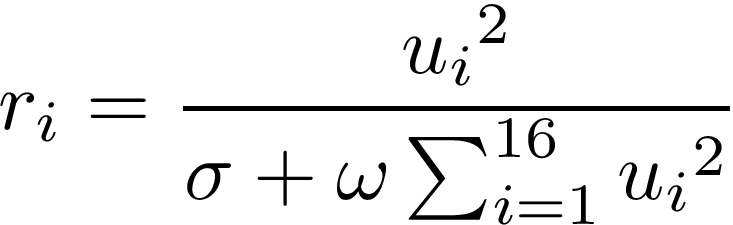 r_i = \frac{{u_i}^2}{\sigma + \omega \sum_{i=1}^{16} {u_i}^2}